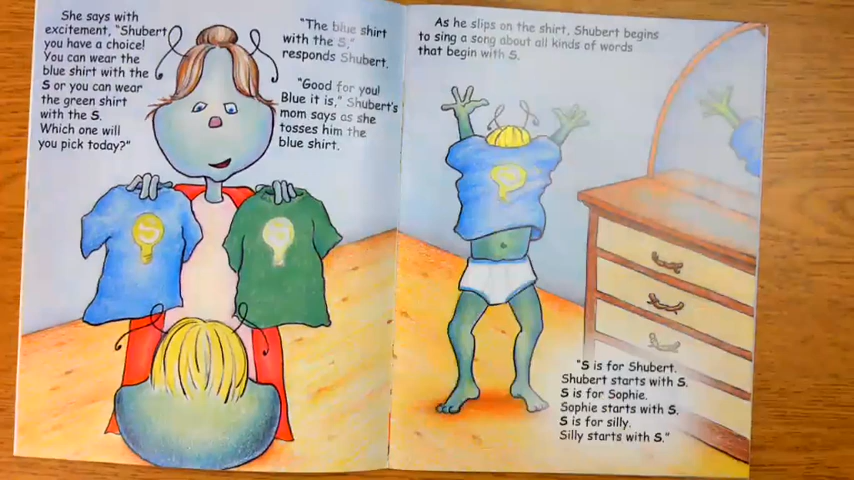 She says with
excitement, "Shubert
you have a choice!
You can wear the
blue shirt with the
S or you can wear
the green shirt
with the S.
Which one will
you pick today?"
"The blue shirt
with the S,"
responds Shubert.
"Good for you!
Blue it is," Shubert's
mom says as she
tosses him the
blue shirt.
S
S
As he slips on the shirt, Shubert begins
to sing a song about all kinds of words
that begin with S.
S
"S is for Shubert.
Shubert starts with S.
S is for Sophie.
Sophie starts with S.
S is for silly.
Silly starts with S."